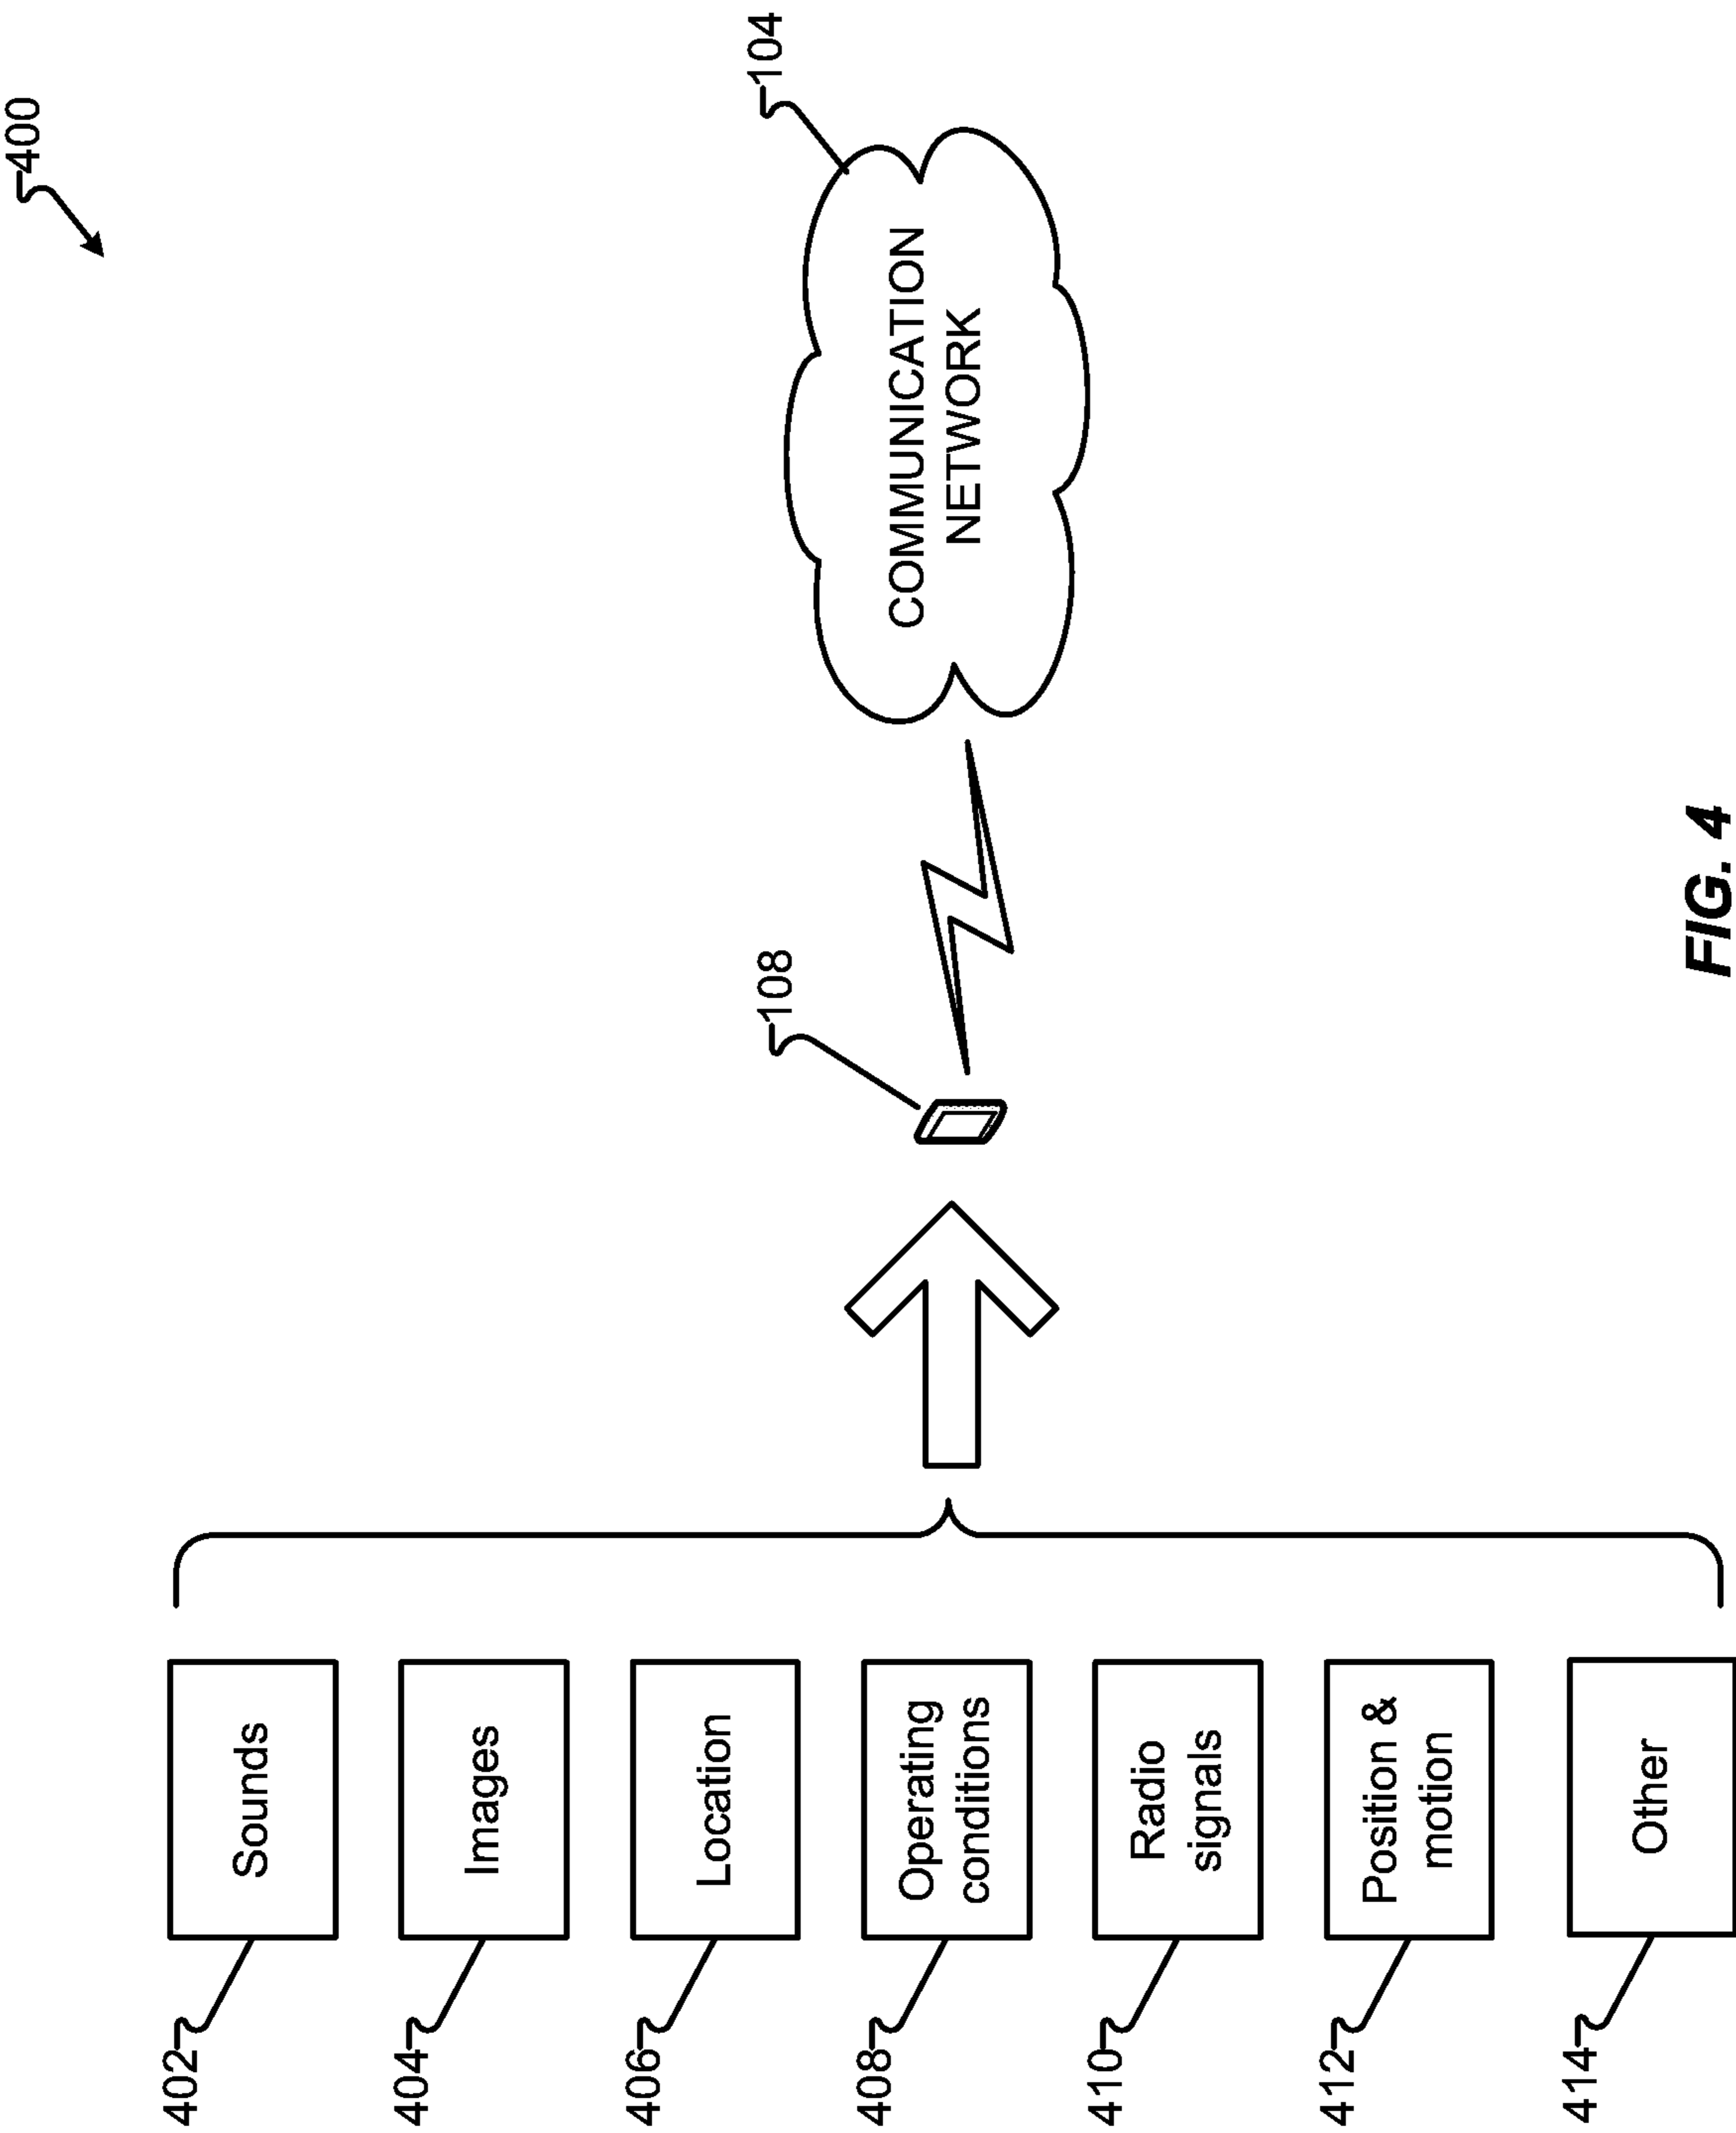 400
402
Sounds
404
Images
406
Location
408
Operating
conditions
410
Radio
signals
412
Position &
motion
414
Other
108
104
COMMUNICATION
NETWORK
FIG. 4